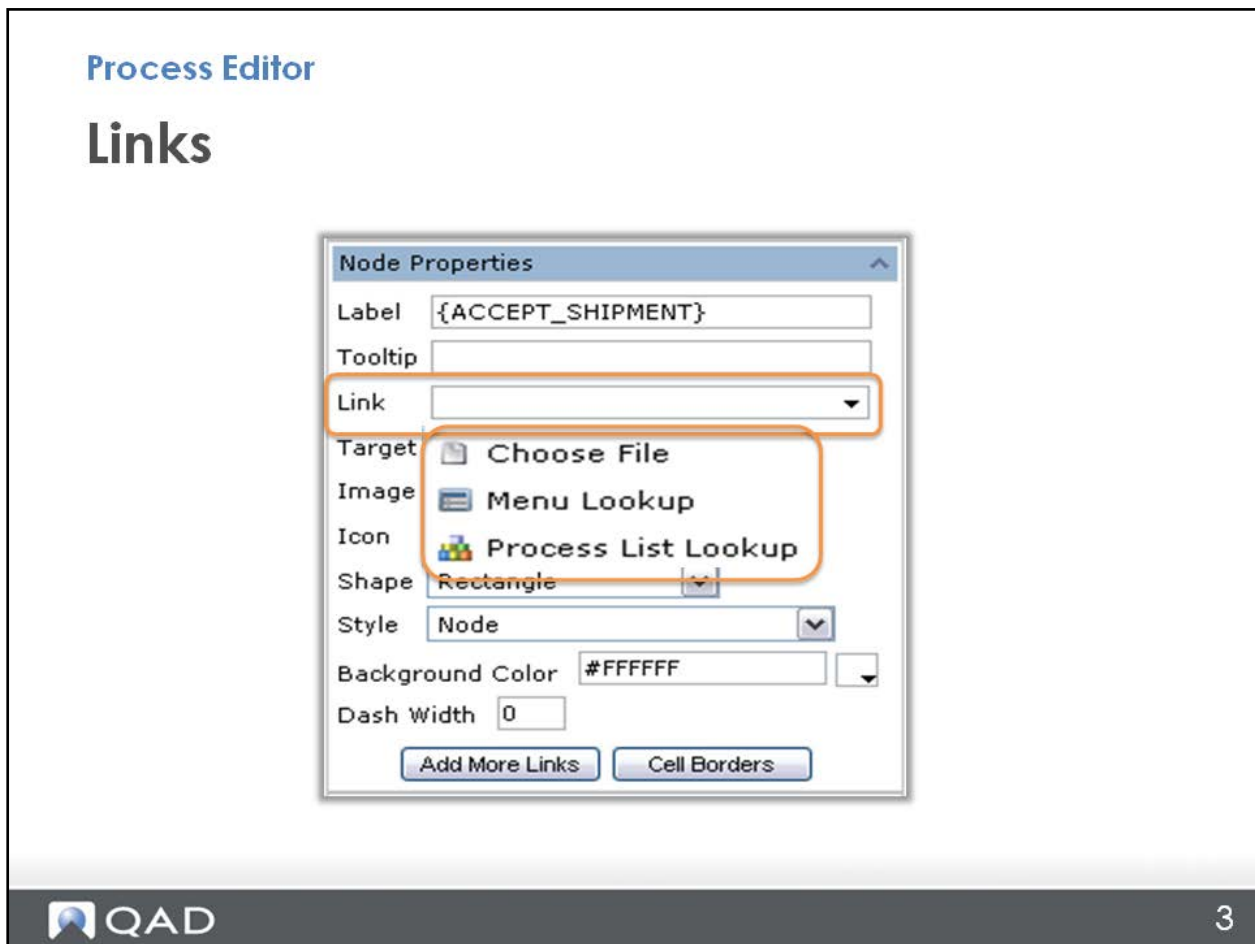 Process Editor
Links
Node Properties
Label {ACCEPT_SHIPMENT}
Tooltip
Link
Target Choose File
Image Menu Lookup
Icon Process List Lookup
Shape Rectangle
Style Node
Background Color #FFFFFF
Dash Width 0
Add More Links Cell Borders
QAD 3